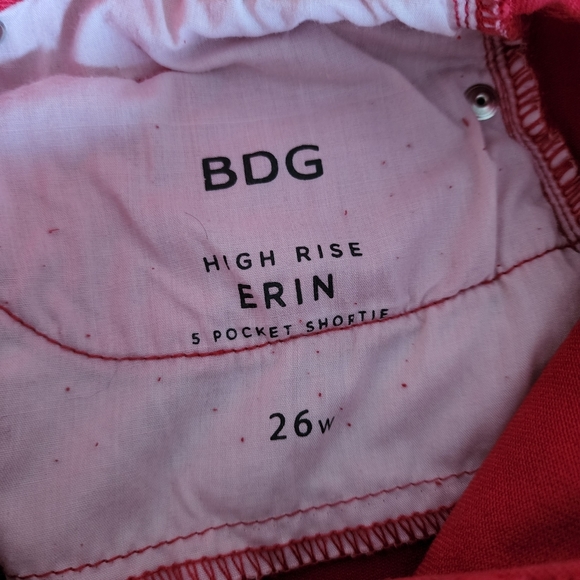 BDG
HIGH RISE
ERIN
5 POCKET SHORTIE
26W